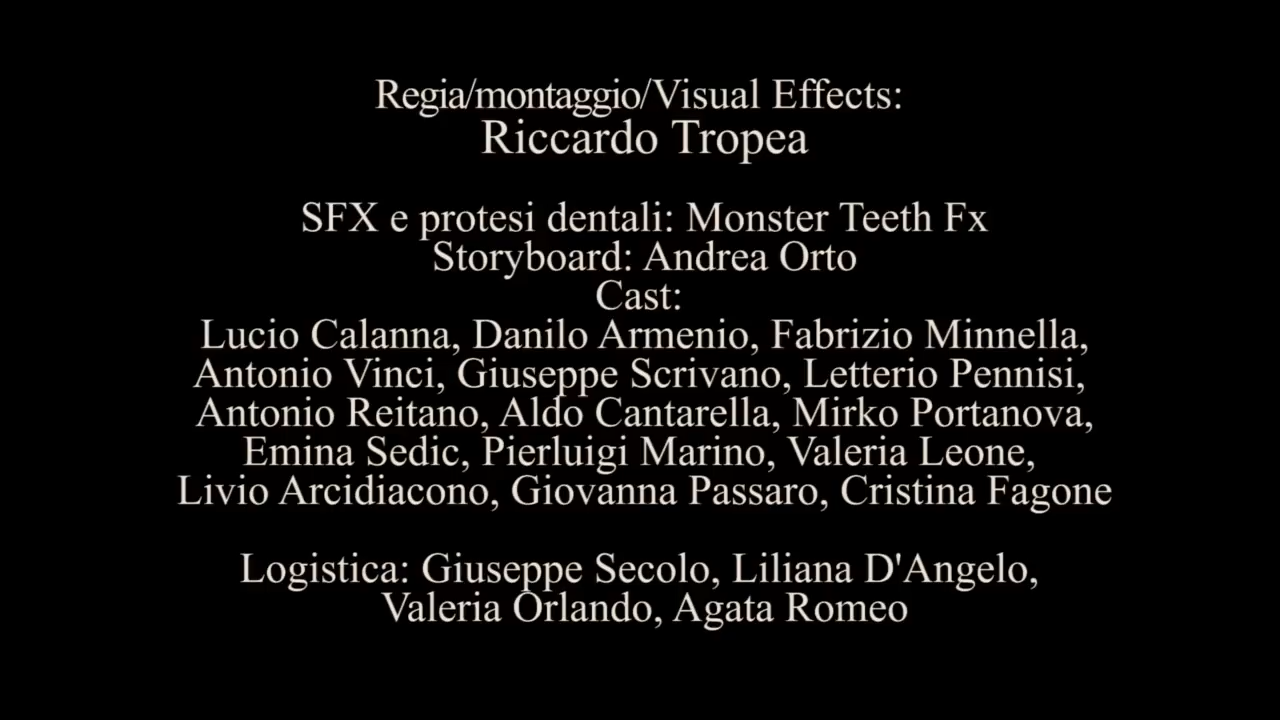 Regia/montaggio/Visual Effects:
Riccardo Tropea
SFX e protesi dentali: Monster Teeth Fx
Storyboard: Andrea Orto
Cast:
Lucio Calanna, Danilo Armenio, Fabrizio Minnella,
Antonio Vinci, Giuseppe Scrivano, Letterio Pennisi,
Antonio Reitano, Aldo Cantarella, Mirko Portanova,
Emina Sedic, Pierluigi Marino, Valeria Leone,
Livio Arcidiacono, Giovanna Passaro, Cristina Fagone
Logistica: Giuseppe Secolo, Liliana D'Angelo,
Valeria Orlando, Agata Romeo